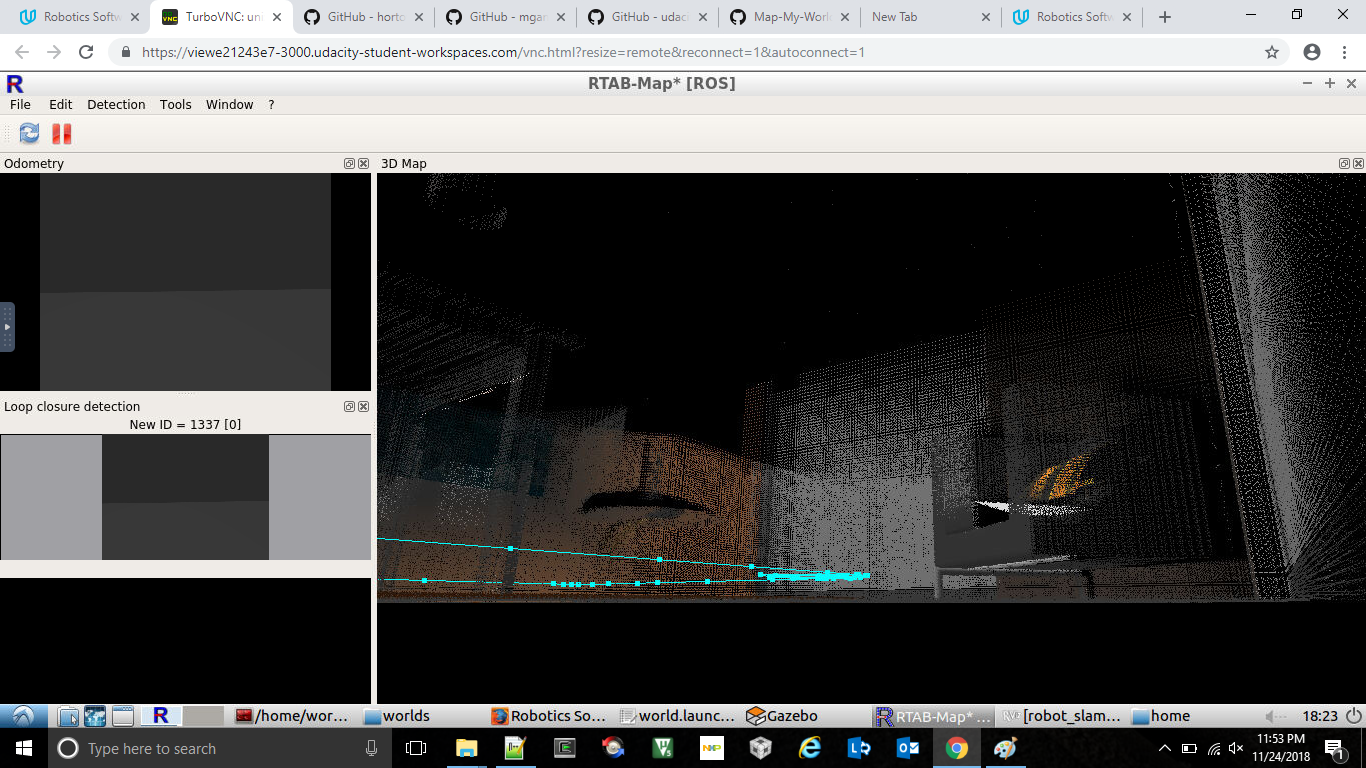 Robotics Softw
TurboVNC: un
GitHub - horto
GitHub - mgan
GitHub - udac
Map-My-Worl
New Tab
Robotics Softw
https://viewe21243e7-3000.udacity-student-workspaces.com/vnc.html?resize=remote&reconnect=1&autoconnect=1
RTAB-Map* [ROS]
File Edit Detection Tools Window ?
Odometry
3D Map
Loop closure detection
New ID = 1337 [0]
/home/wor... worlds Robotics So... world.launc... Gazebo RTAB-Map* ... [robot_slam... home 18:23
Type here to search
11:53 PM
11/24/2018
1